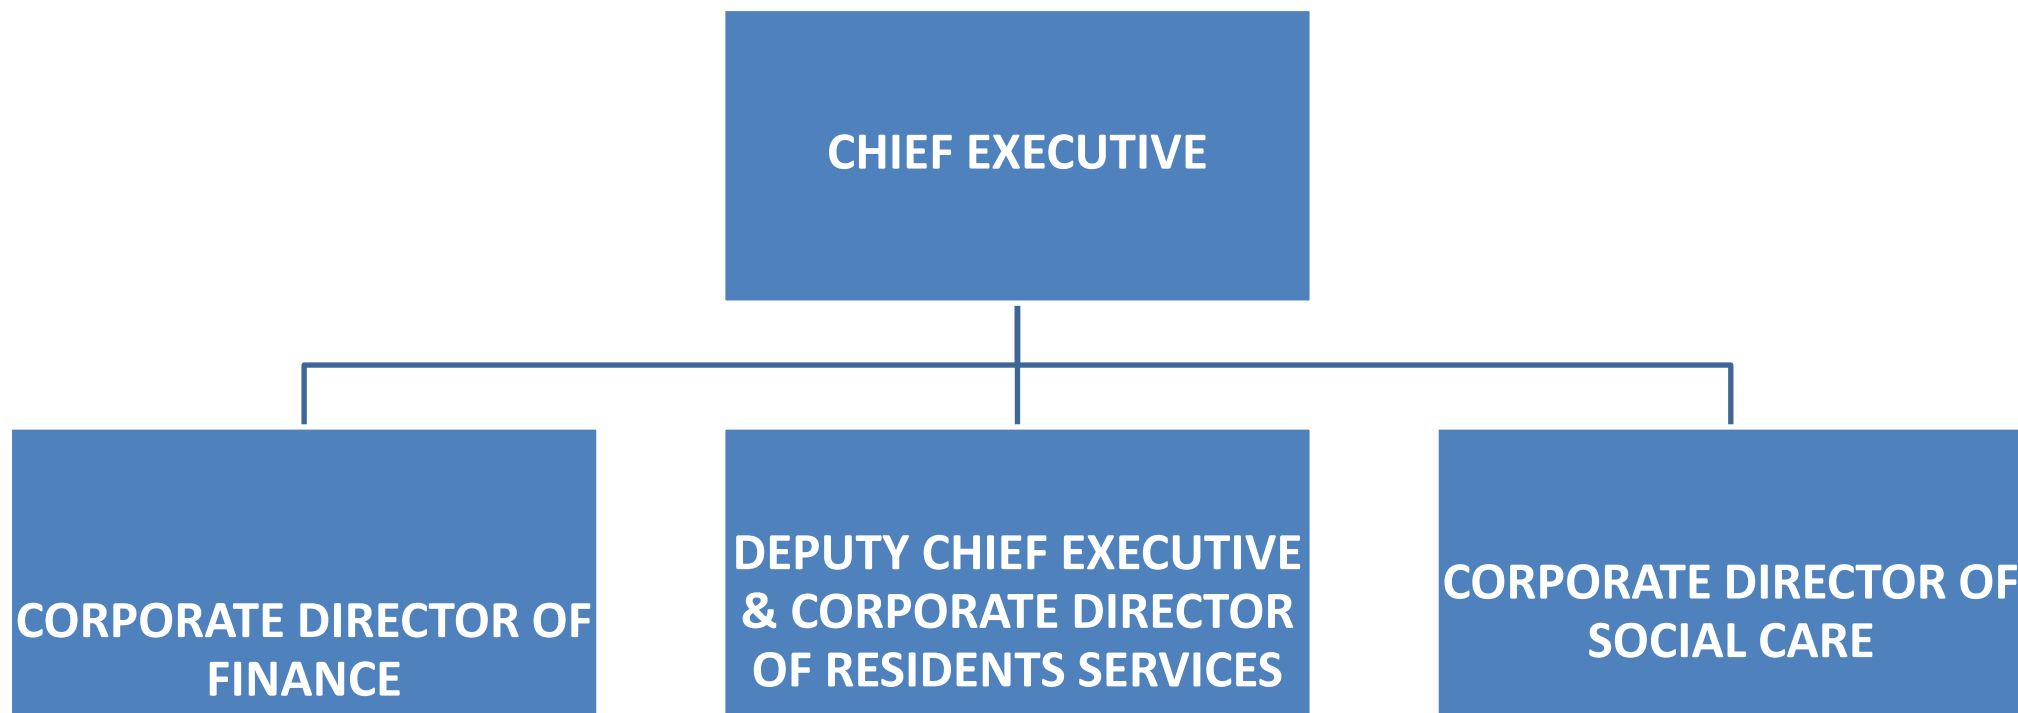 CHIEF EXECUTIVE
CORPORATE DIRECTOR OF
FINANCE
DEPUTY CHIEF EXECUTIVE
& CORPORATE DIRECTOR
OF RESIDENTS SERVICES
CORPORATE DIRECTOR OF
SOCIAL CARE